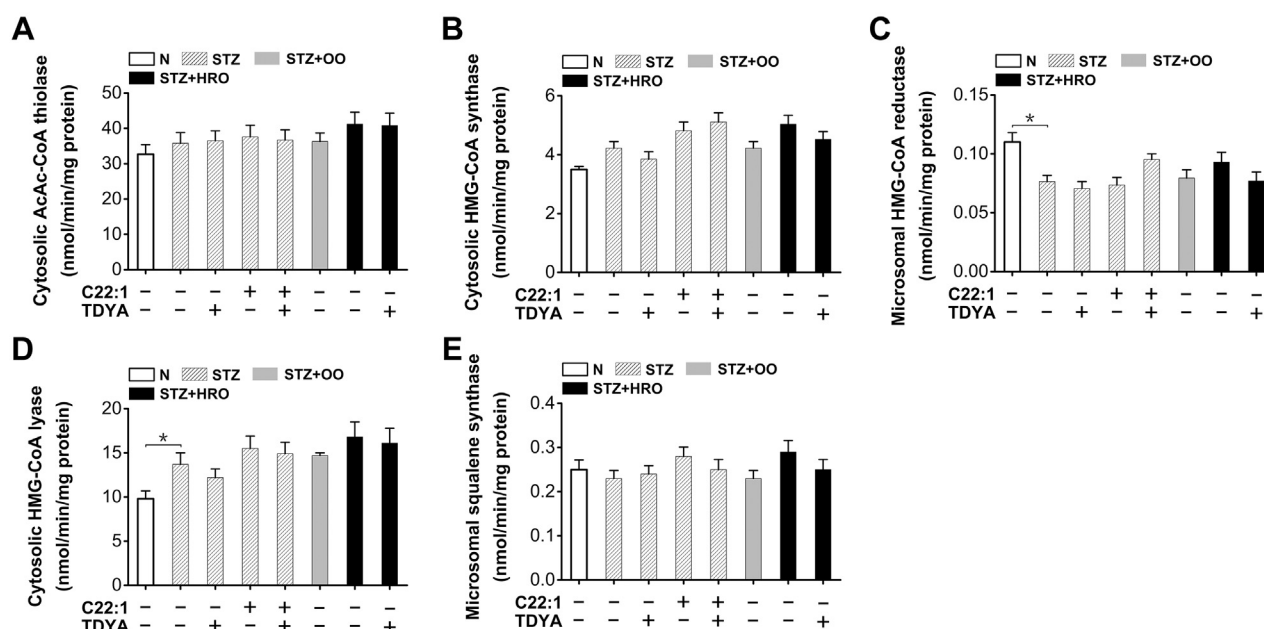 A
N STZ STZ+OO
STZ+HRO
Cytosolic AcAc-CoA thiolase
(nmol/min/mg protein)
50
40
30
20
10
0
C22:1 − − − + + − − −
TDYA − − + − + − − +
B
N STZ STZ+OO
STZ+HRO
Cytosolic HMG-CoA synthase
(nmol/min/mg protein)
6
4
2
0
C22:1 − − − + + − − −
TDYA − − + − + − − +
C
N STZ STZ+OO
STZ+HRO
Microsomal HMG-CoA reductase
(nmol/min/mg protein)
0.15
0.10
0.05
0.00
*
C22:1 − − − + + − − −
TDYA − − + − + − − +
D
N STZ STZ+OO
STZ+HRO
Cytosolic HMG-CoA lyase
(nmol/min/mg protein)
20
15
10
5
0
*
C22:1 − − − + + − − −
TDYA − − + − + − − +
E
N STZ STZ+OO
STZ+HRO
Microsomal squalene synthase
(nmol/min/mg protein)
0.4
0.3
0.2
0.1
0.0
C22:1 − − − + + − − −
TDYA − − + − + − − +